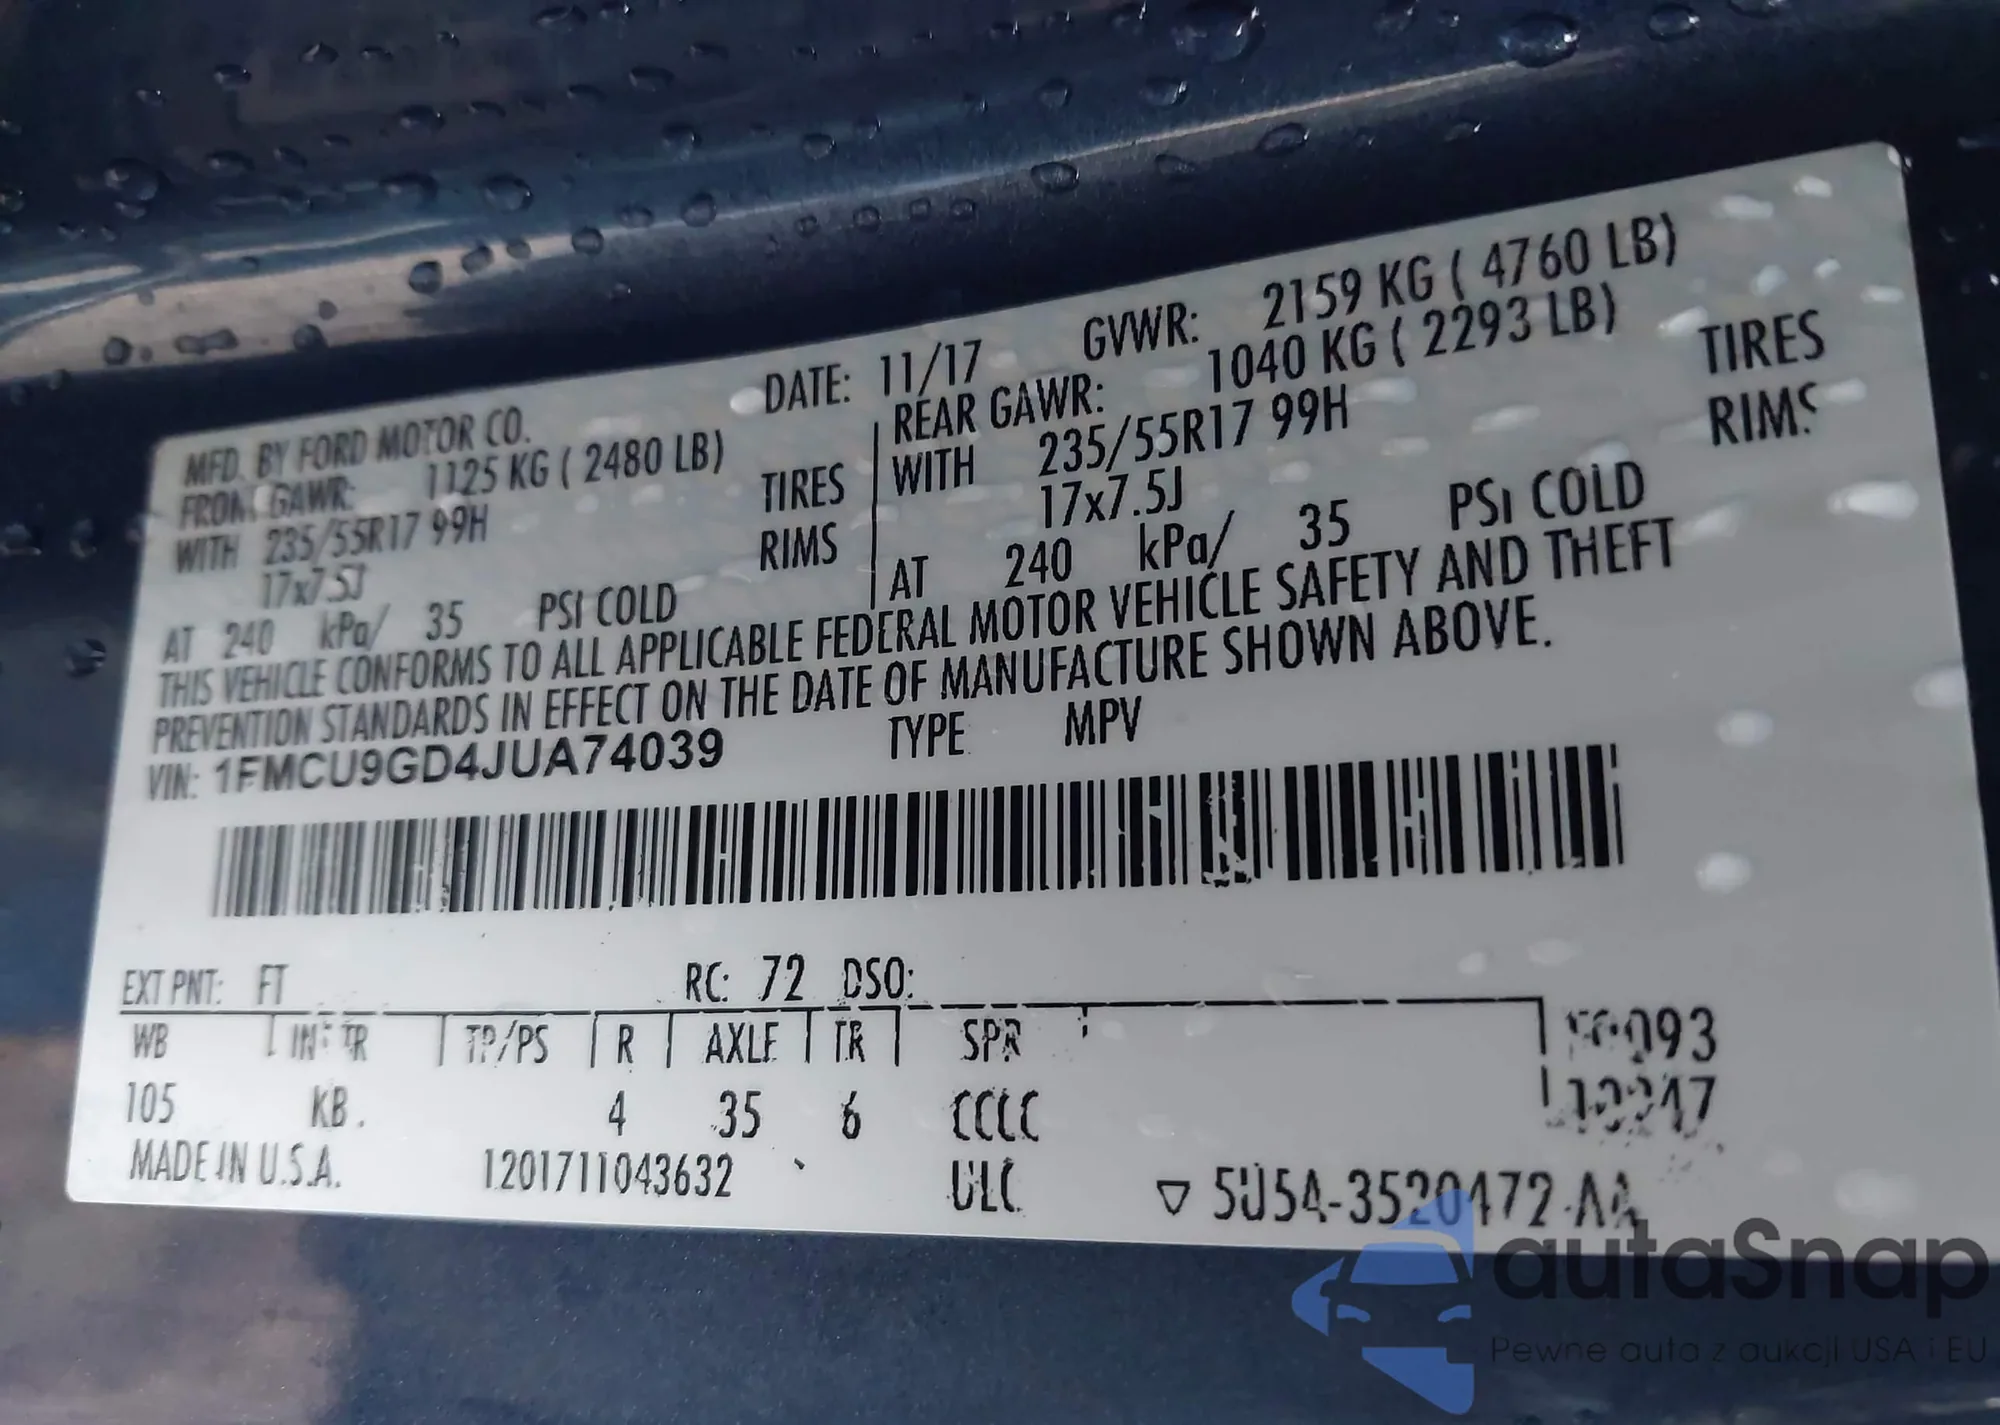 MFD. BY FORD MOTOR CO. DATE: 11/17 GVWR: 2159 KG ( 4760 LB)
FRONT GAWR: 1125 KG ( 2480 LB) REAR GAWR: 1040 KG ( 2293 LB)
WITH 235/55R17 99H TIRES WITH 235/55R17 99H TIRES
17x7.5J RIMS 17x7.5J RIMS
AT 240 kPa/ 35 PSI COLD AT 240 kPa/ 35 PSI COLD
THIS VEHICLE CONFORMS TO ALL APPLICABLE FEDERAL MOTOR VEHICLE SAFETY AND THEFT
PREVENTION STANDARDS IN EFFECT ON THE DATE OF MANUFACTURE SHOWN ABOVE.
VIN: 1FMCU9GD4JUA74039 TYPE MPV
EXT PNT: FT RC: 72 DSO:
WB INT TR TP/PS R AXLE TR SPR
105 KB. 4 35 6 CCCC
MADE IN U.S.A. 1201711043632 ULC ▽ 5U5A-3520472-AA
autaSnap
Pewne auta z aukcji USA i EU